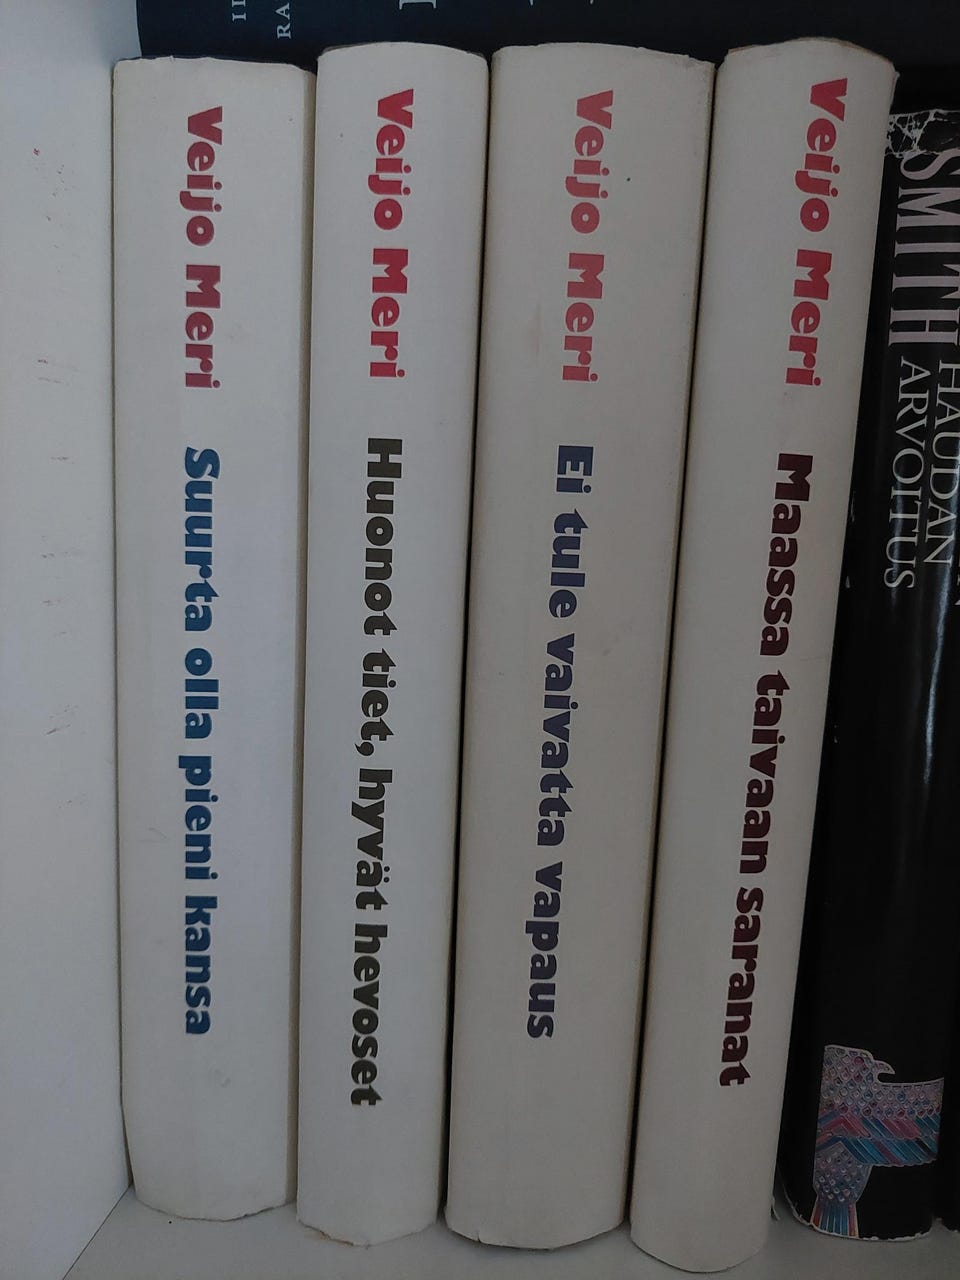 Veijo Meri Suurta olla pieni kansa
Veijo Meri Huonot tiet, hyvät hevoset
Veijo Meri Ei tule vaivatta vapaus
Veijo Meri Maassa taivaan saranat
SMITH
HAUDAN
ARVOITUS